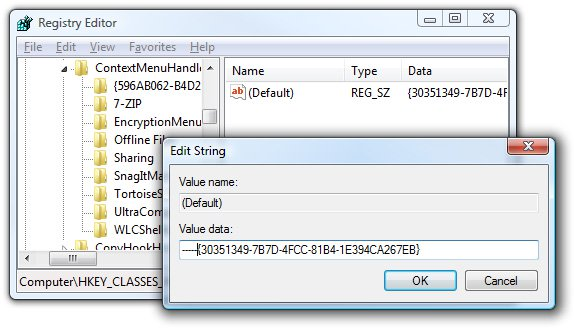 Registry Editor
File Edit View Favorites Help
ContextMenuHandle
{596AB062-B4D2
7-ZIP
EncryptionMenu
Offline File
Sharing
SnagItMa
TortoiseS
UltraCom
WLCShel
CopyHookH
Name Type Data
(Default) REG_SZ {30351349-7B7D-4F
Computer\HKEY_CLASSES_
Edit String
Value name:
(Default)
Value data:
-----{30351349-7B7D-4FCC-81B4-1E394CA267EB}
OK Cancel